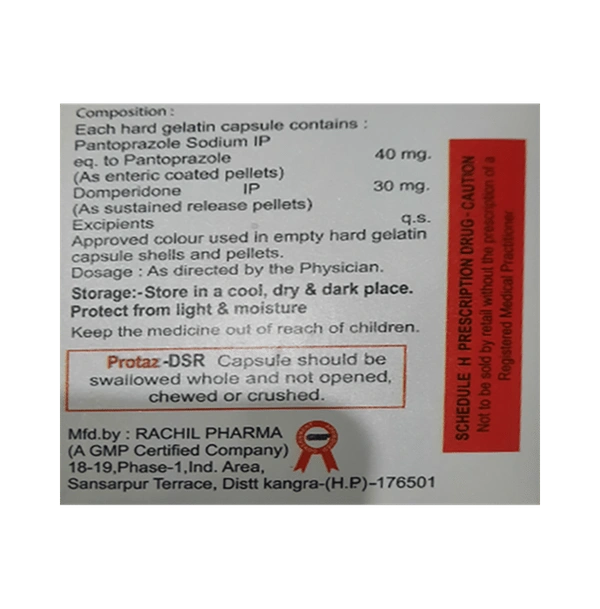 Composition :
Each hard gelatin capsule contains :
Pantoprazole Sodium IP
eq. to Pantoprazole 40 mg.
(As enteric coated pellets)
Domperidone IP 30 mg.
(As sustained release pellets)
Excipients q.s.
Approved colour used in empty hard gelatin
capsule shells and pellets.
Dosage : As directed by the Physician.
Storage:-Store in a cool, dry & dark place.
Protect from light & moisture
Keep the medicine out of reach of children.
Protaz-DSR Capsule should be
swallowed whole and not opened,
chewed or crushed.
Mfd.by : RACHIL PHARMA
(A GMP Certified Company)
18-19,Phase-1,Ind. Area,
Sansarpur Terrace, Distt kangra-(H.P.)-176501
GMP
SCHEDULE H PRESCRIPTION DRUG - CAUTION
Not to be sold by retail without the prescription of a
Registered Medical Practitioner